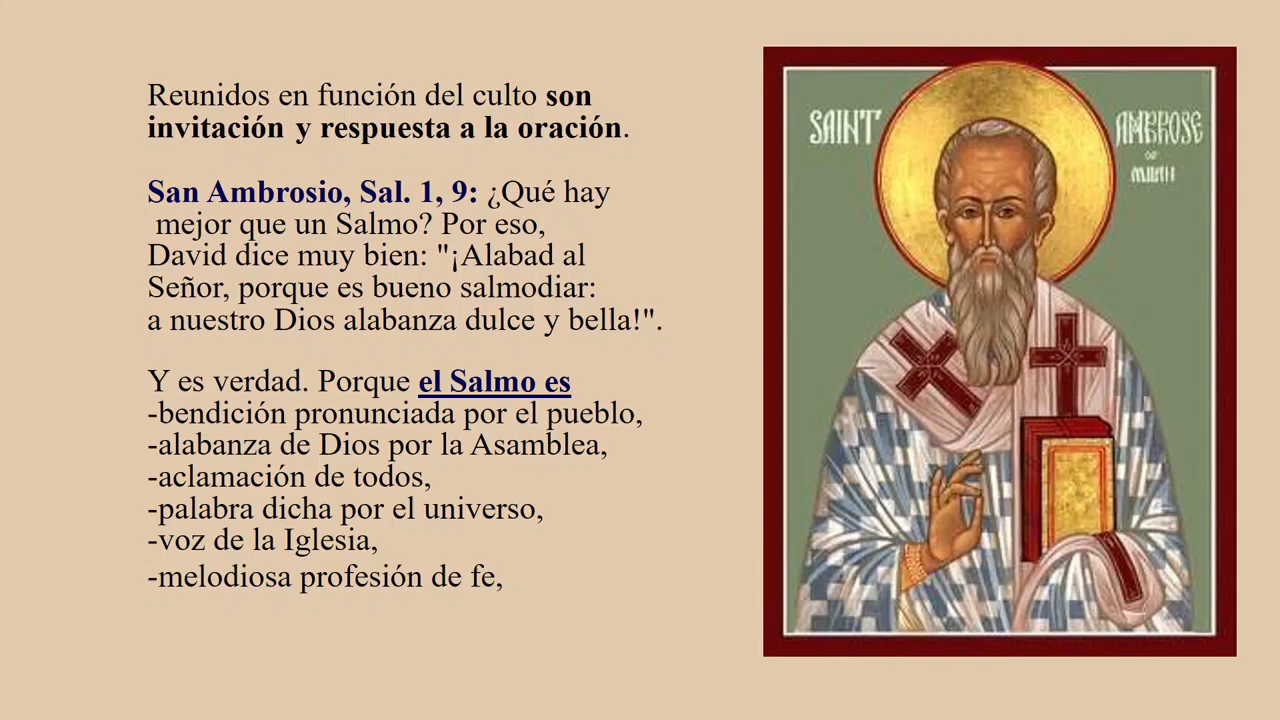 Reunidos en función del culto son
invitación y respuesta a la oración.
San Ambrosio, Sal. 1, 9: ¿Qué hay
mejor que un Salmo? Por eso,
David dice muy bien: "¡Alabad al
Señor, porque es bueno salmodiar:
a nuestro Dios alabanza dulce y bella!".
Y es verdad. Porque el Salmo es
-bendición pronunciada por el pueblo,
-alabanza de Dios por la Asamblea,
-aclamación de todos,
-palabra dicha por el universo,
-voz de la Iglesia,
-melodiosa profesión de fe,
SAINT
AMBROSE
OF
MILAN